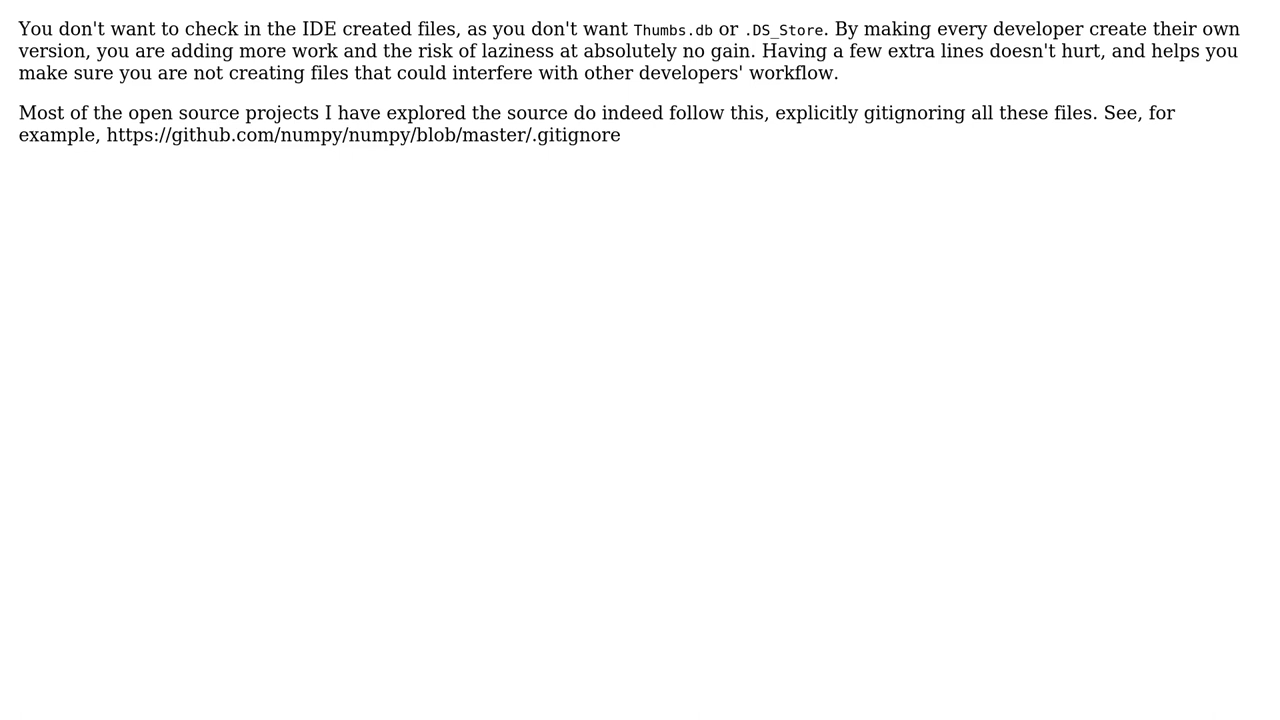 You don't want to check in the IDE created files, as you don't want Thumbs.db or .DS_Store. By making every developer create their own
version, you are adding more work and the risk of laziness at absolutely no gain. Having a few extra lines doesn't hurt, and helps you
make sure you are not creating files that could interfere with other developers' workflow.
Most of the open source projects I have explored the source do indeed follow this, explicitly gitignoring all these files. See, for
example, https://github.com/numpy/numpy/blob/master/.gitignore